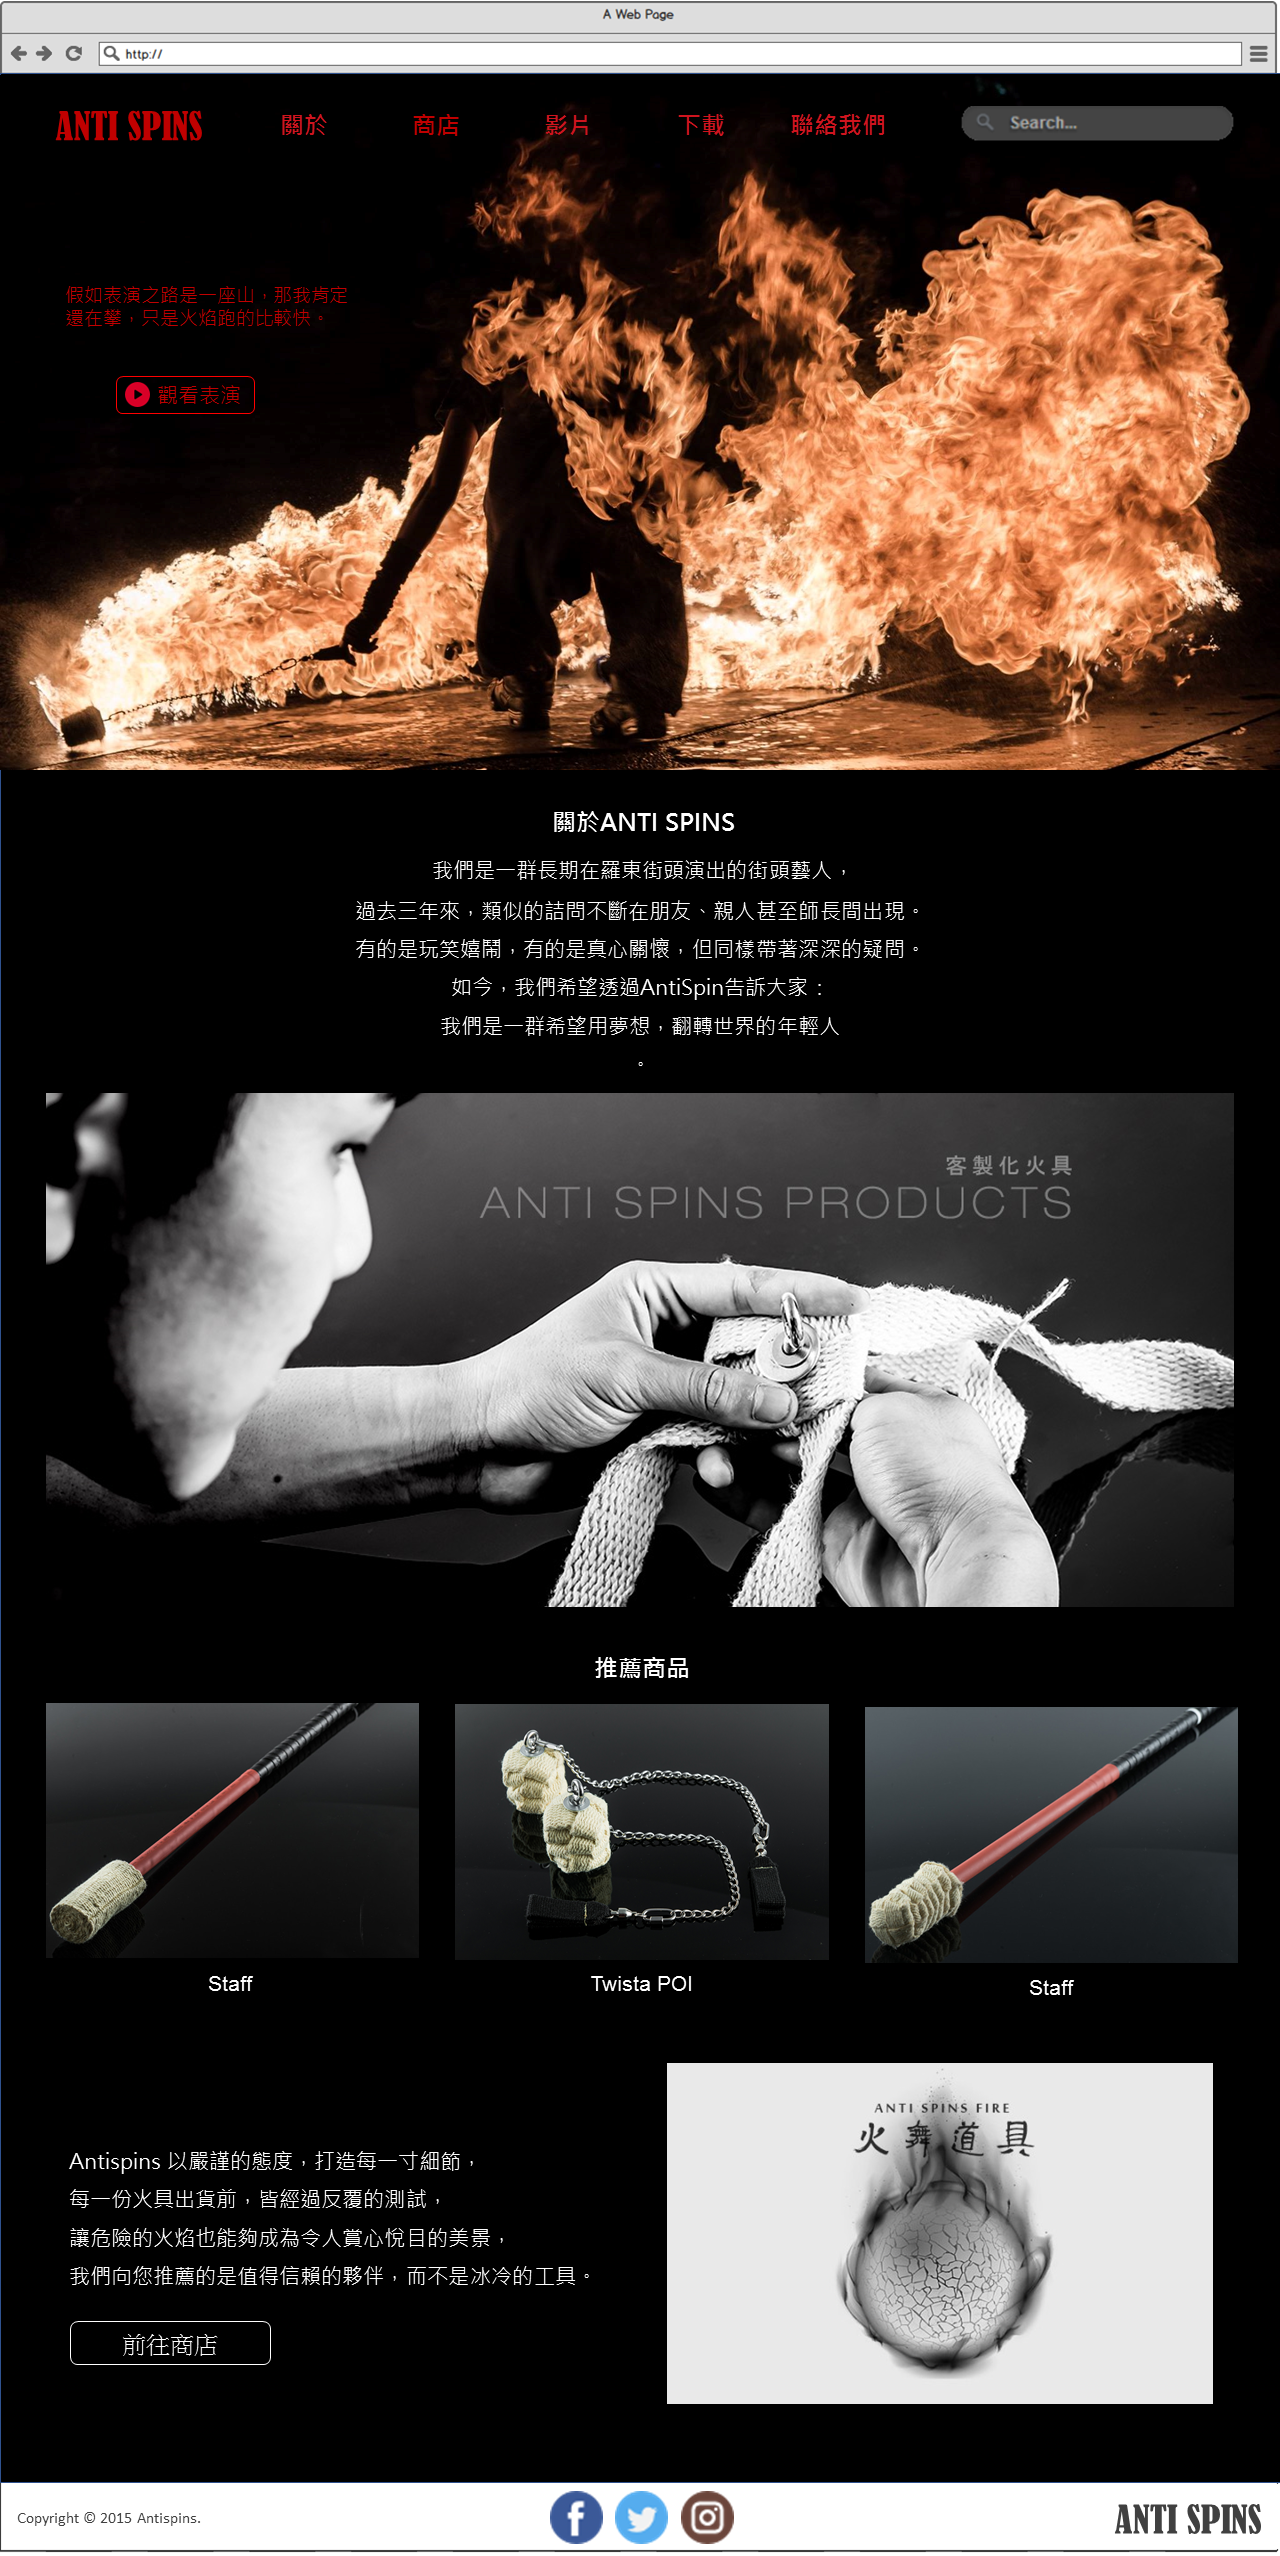 A Web Page
http://
ANTI SPINS 關於 商店 影片 下載 聯絡我們 Search...
假如表演之路是一座山，那我肯定
還在攀，只是火焰跑的比較快。
觀看表演
關於ANTI SPINS
我們是一群長期在羅東街頭演出的街頭藝人，
過去三年來，類似的詰問不斷在朋友、親人甚至師長間出現。
有的是玩笑嬉鬧，有的是真心關懷，但同樣帶著深深的疑問。
如今，我們希望透過AntiSpin告訴大家：
我們是一群希望用夢想，翻轉世界的年輕人
。
客製化火具
ANTI SPINS PRODUCTS
推薦商品
Staff
Twista POI
Staff
ANTI SPINS FIRE
火舞道具
Antispins 以嚴謹的態度，打造每一寸細節，
每一份火具出貨前，皆經過反覆的測試，
讓危險的火焰也能夠成為令人賞心悅目的美景，
我們向您推薦的是值得信賴的夥伴，而不是冰冷的工具。
前往商店
Copyright © 2015 Antispins.
ANTI SPINS